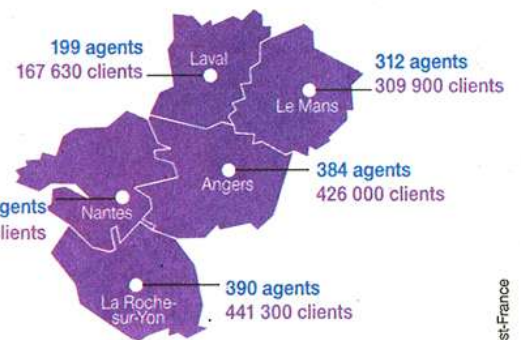 199 agents
167 630 clients
Laval
312 agents
309 900 clients
Le Mans
384 agents
426 000 clients
Angers
agents
clients
Nantes
390 agents
441 300 clients
La Roche-
sur-Yon
st-France